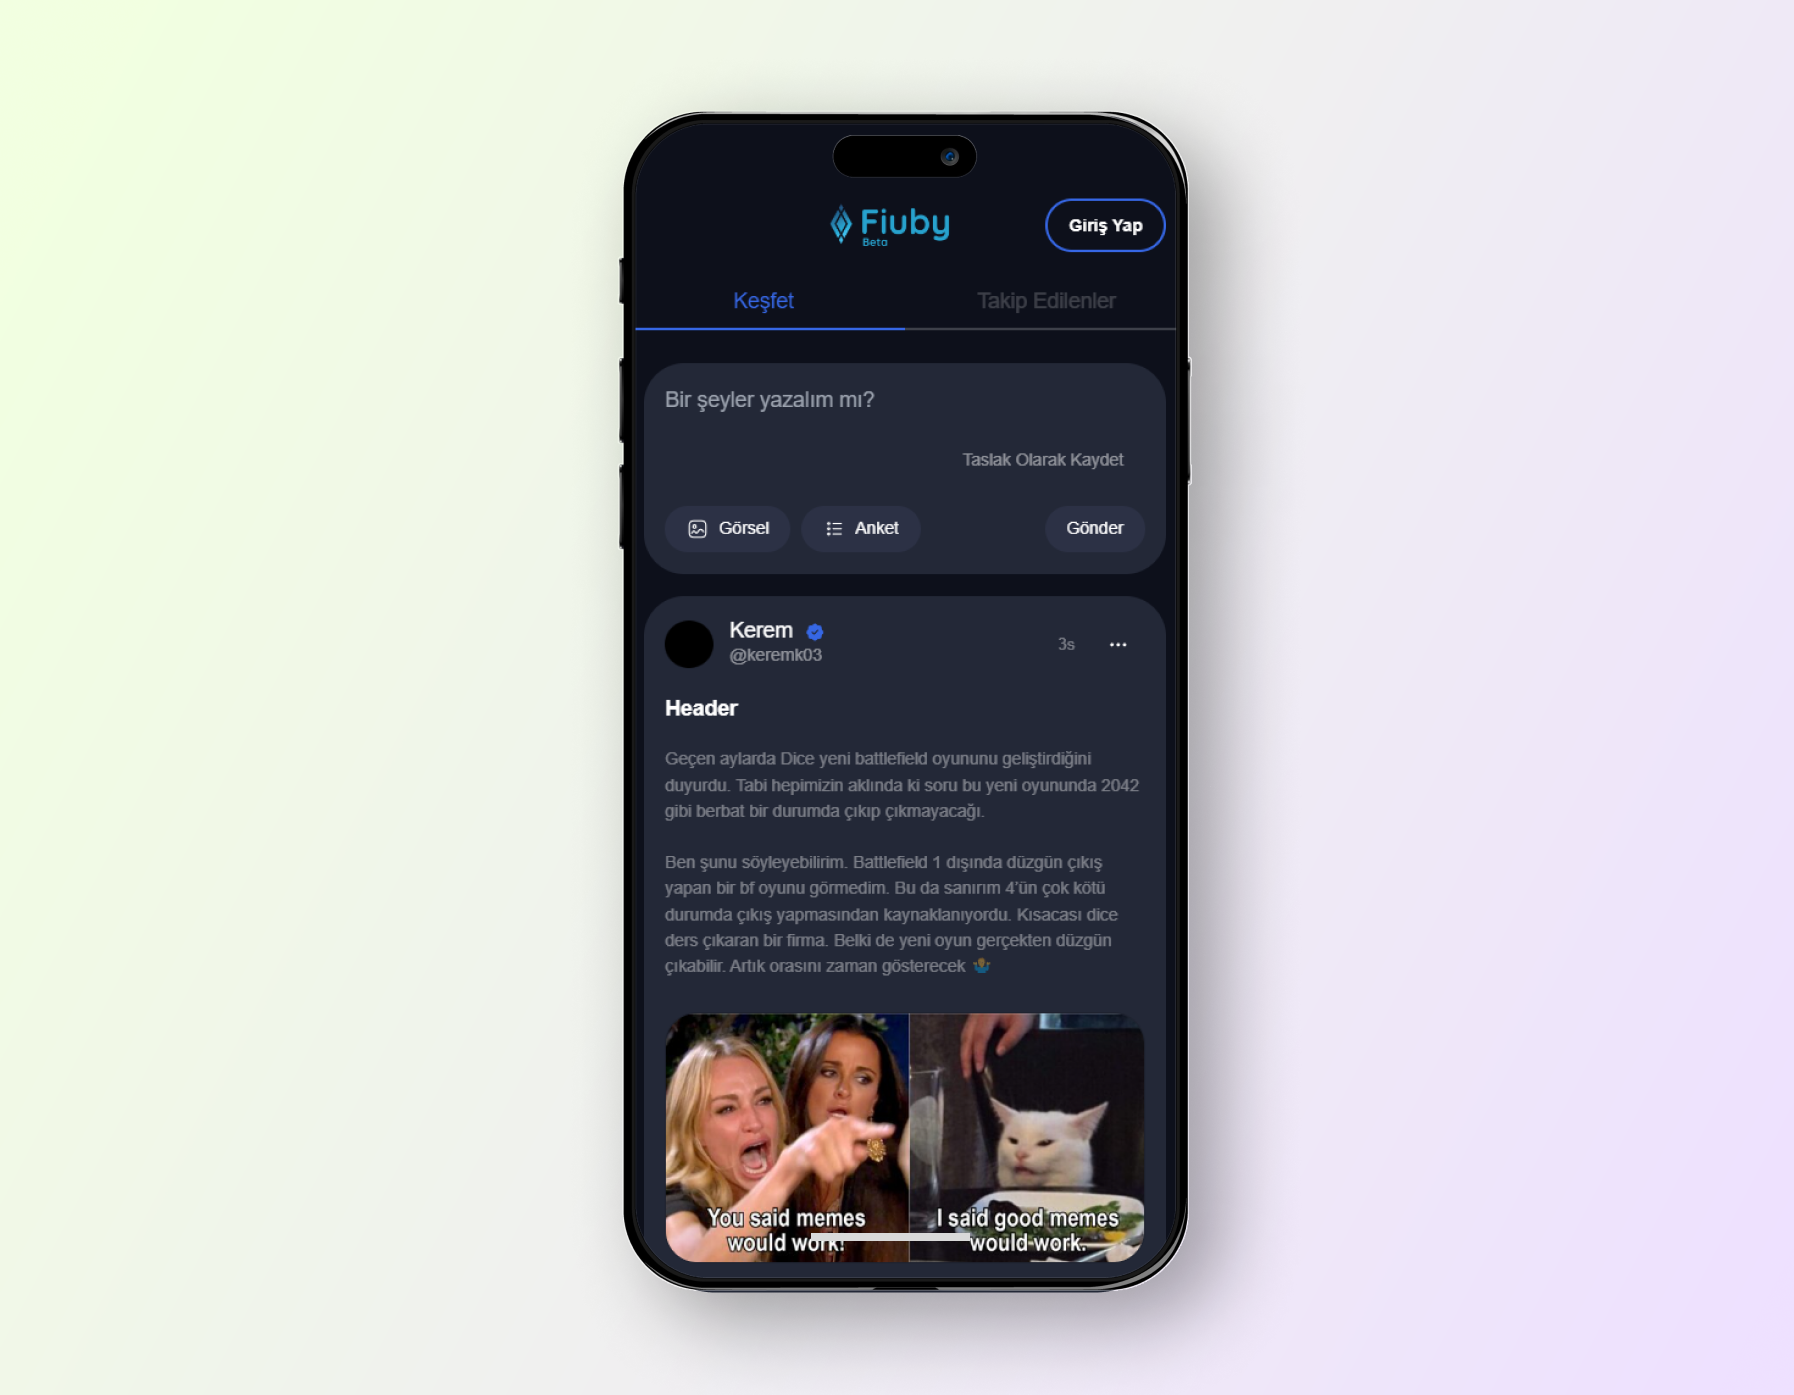 Fiuby
Beta
Giriş Yap
Keşfet
Takip Edilenler
Bir şeyler yazalım mı?
Taslak Olarak Kaydet
Görsel
Anket
Gönder
Kerem
@keremk03
3s
Header
Geçen aylarda Dice yeni battlefield oyununu geliştirdiğini
duyurdu. Tabi hepimizin aklında ki soru bu yeni oyununda 2042
gibi berbat bir durumda çıkıp çıkmayacağı.
Ben şunu söyleyebilirim. Battlefield 1 dışında düzgün çıkış
yapan bir bf oyunu görmedim. Bu da sanırım 4'ün çok kötü
durumda çıkış yapmasından kaynaklanıyordu. Kısacası dice
ders çıkaran bir firma. Belki de yeni oyun gerçekten düzgün
çıkabilir. Artık orasını zaman gösterecek 🤷‍♂️
You said memes
would work!
I said good memes
would work.